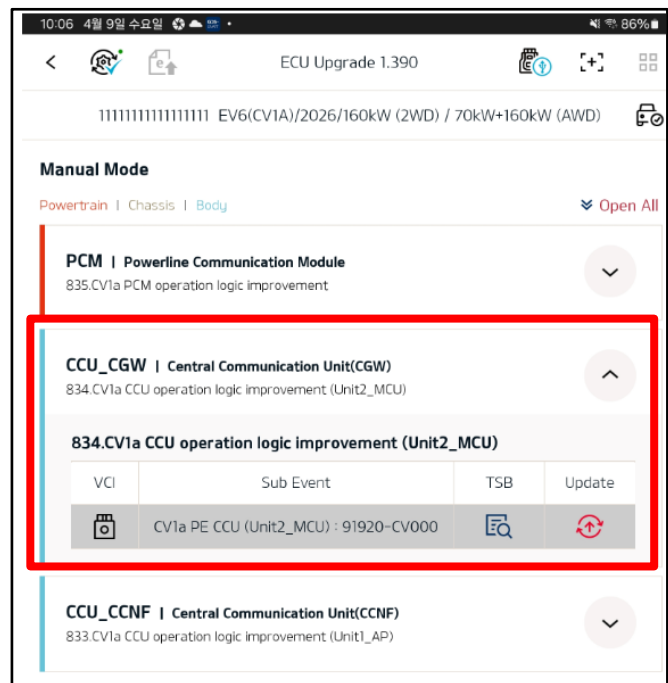 10:06 4월 9일 수요일 86%
ECU Upgrade 1.390
1111111111111111 EV6(CV1A)/2026/160kW (2WD) / 70kW+160kW (AWD)
Manual Mode
Powertrain | Chassis | Body Open All
PCM | Powerline Communication Module
835.CV1a PCM operation logic improvement
CCU_CGW | Central Communication Unit(CGW)
834.CV1a CCU operation logic improvement (Unit2_MCU)
834.CV1a CCU operation logic improvement (Unit2_MCU)
VCI Sub Event TSB Update
CV1a PE CCU (Unit2_MCU) : 91920-CV000
CCU_CCNF | Central Communication Unit(CCNF)
833.CV1a CCU operation logic improvement (Unit1_AP)